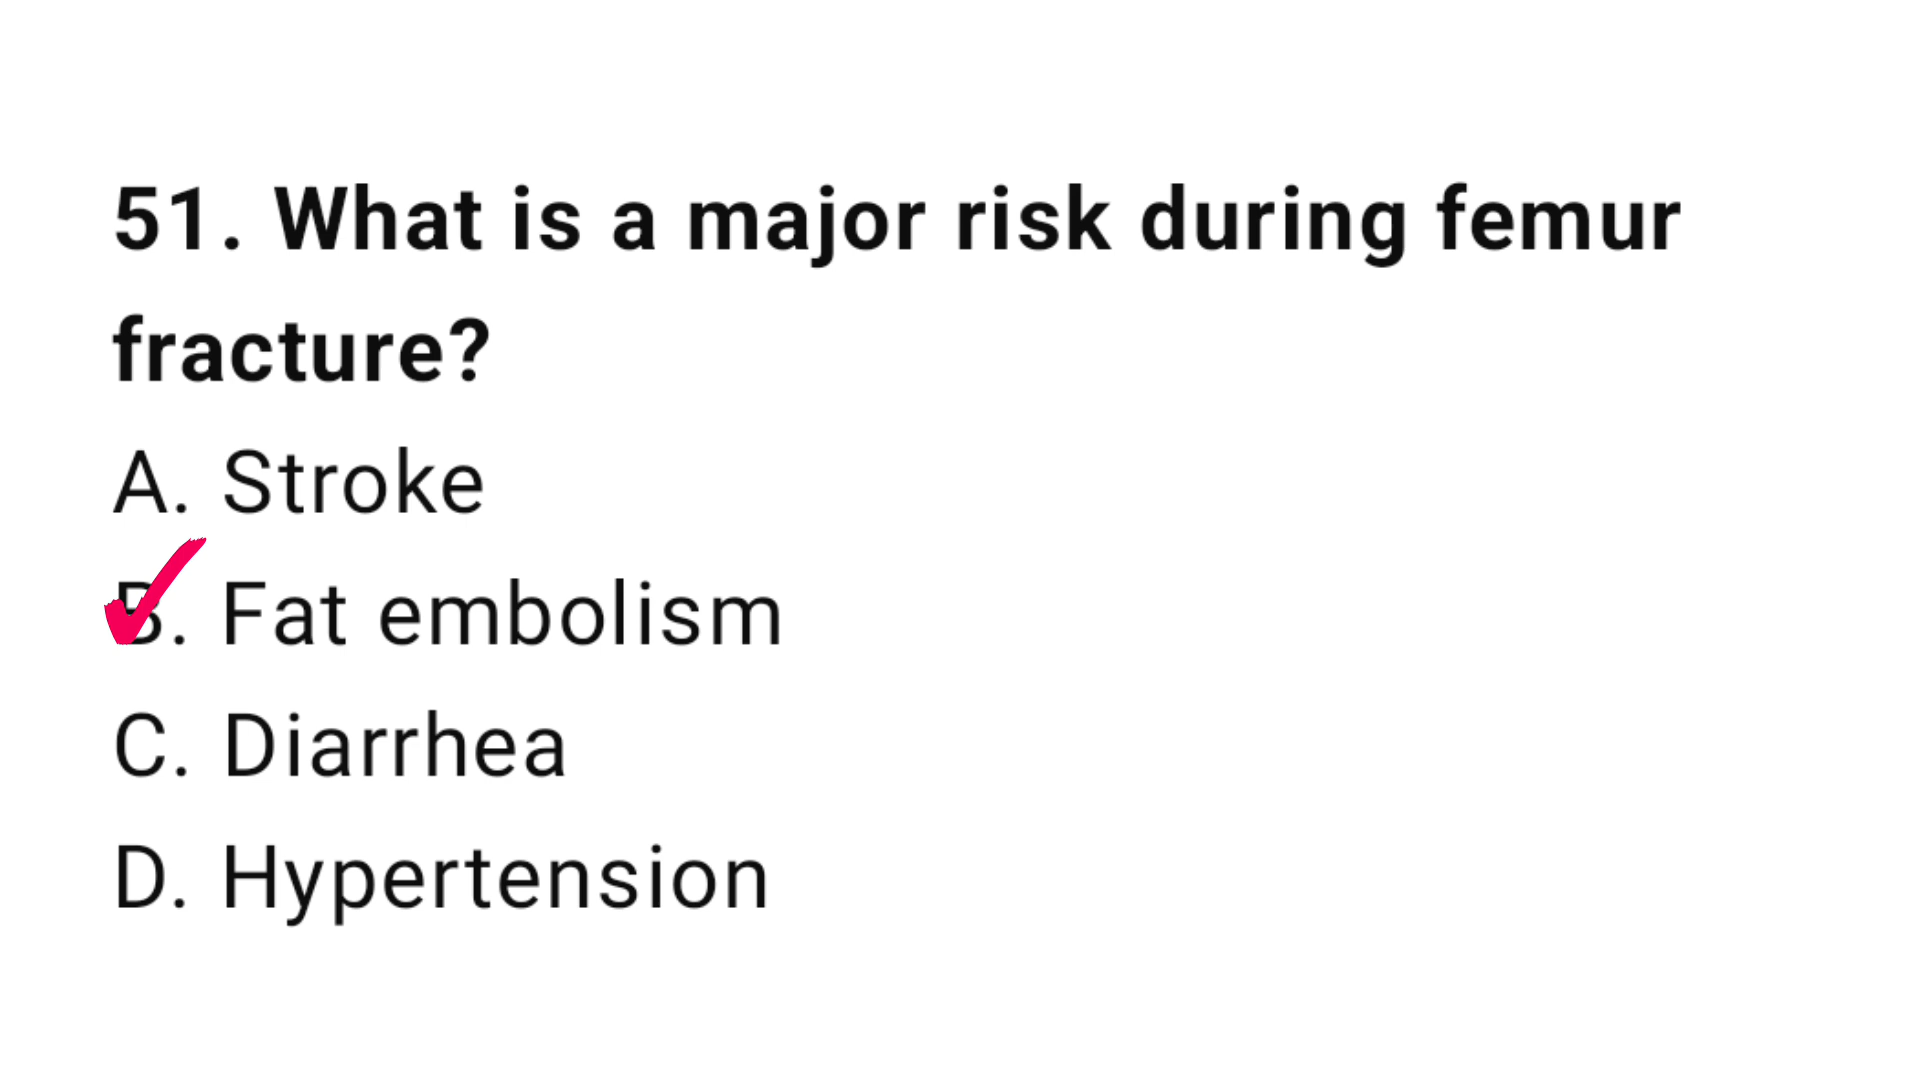 51. What is a major risk during femur
fracture?
A. Stroke
B. Fat embolism
C. Diarrhea
D. Hypertension